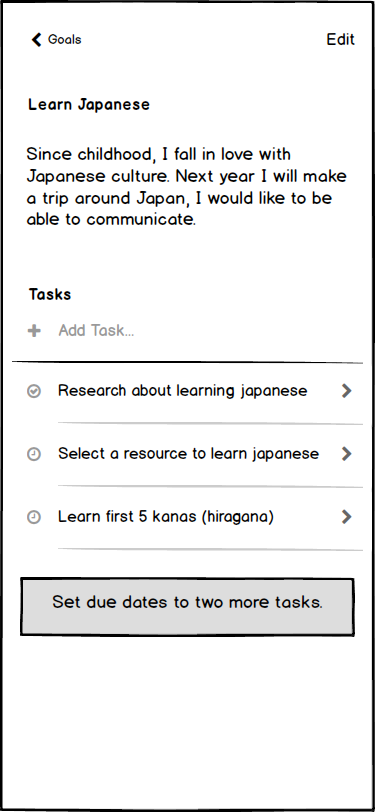 Goals
Edit
Learn Japanese
Since childhood, I fall in love with
Japanese culture. Next year I will make
a trip around Japan, I would like to be
able to communicate.
Tasks
Add Task...
Research about learning japanese
Select a resource to learn japanese
Learn first 5 kanas (hiragana)
Set due dates to two more tasks.